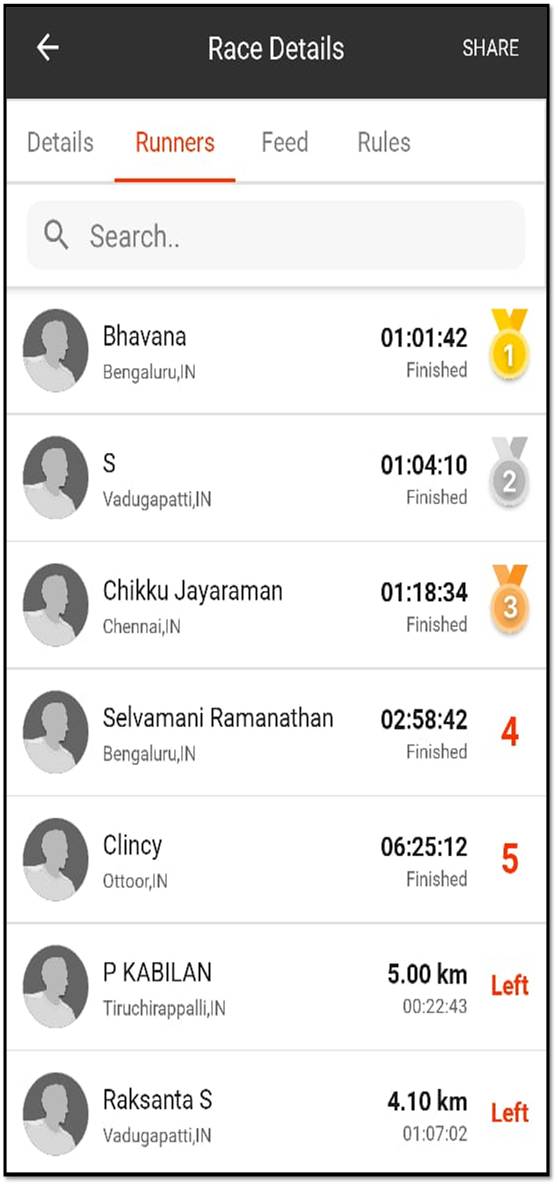 Race Details SHARE
Details Runners Feed Rules
Search..
Bhavana 01:01:42 1
Bengaluru,IN Finished
S 01:04:10 2
Vadugapatti,IN Finished
Chikku Jayaraman 01:18:34 3
Chennai,IN Finished
Selvamani Ramanathan 02:58:42 4
Bengaluru,IN Finished
Clincy 06:25:12 5
Ottoor,IN Finished
P KABILAN 5.00 km Left
Tiruchirappalli,IN 00:22:43
Raksanta S 4.10 km Left
Vadugapatti,IN 01:07:02